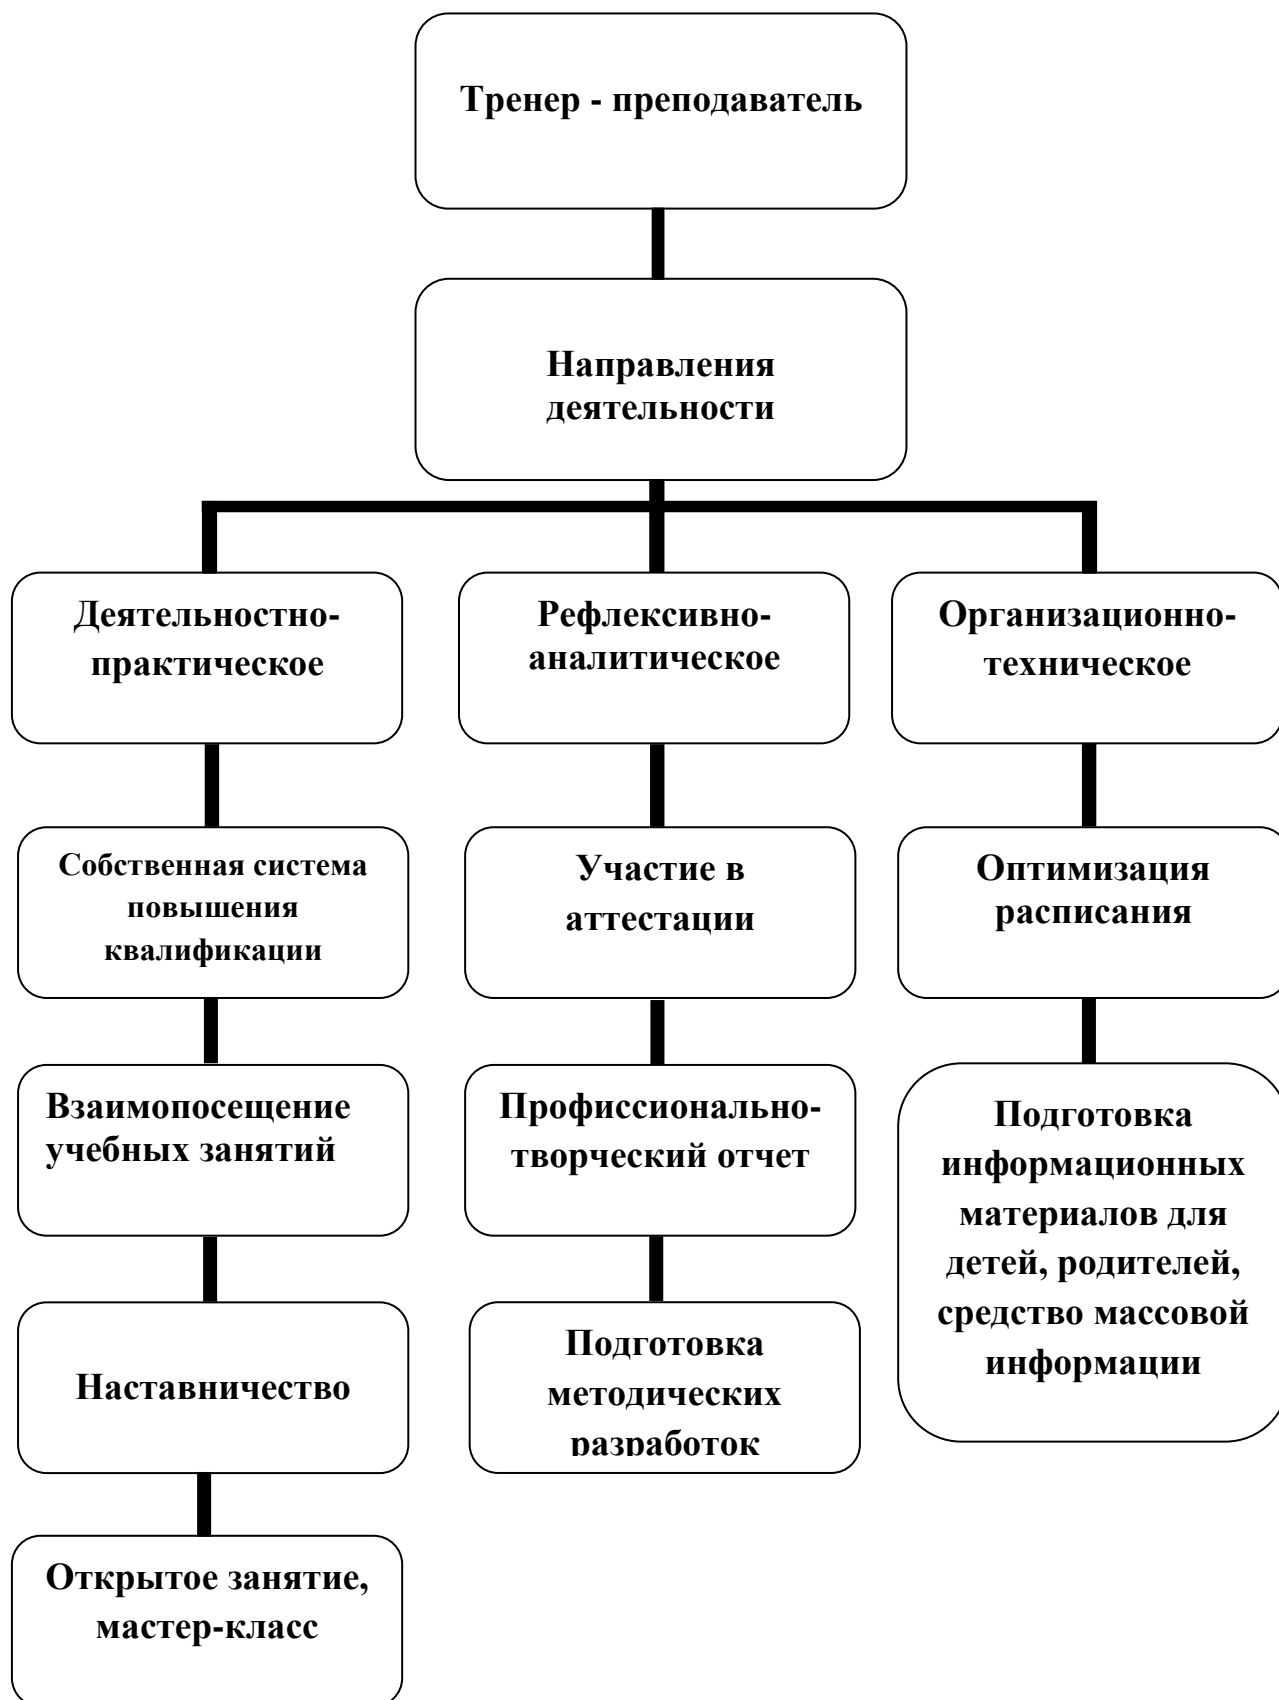 Тренер - преподаватель
Направления
деятельности
Деятельностно-
практическое
Рефлексивно-
аналитическое
Организационно-
техническое
Собственная система
повышения
квалификации
Участие в
аттестации
Оптимизация
расписания
Взаимопосещение
учебных занятий
Профиссионально-
творческий отчет
Подготовка
информационных
материалов для
детей, родителей,
средство массовой
информации
Наставничество
Подготовка
методических
разработок
Открытое занятие,
мастер-класс